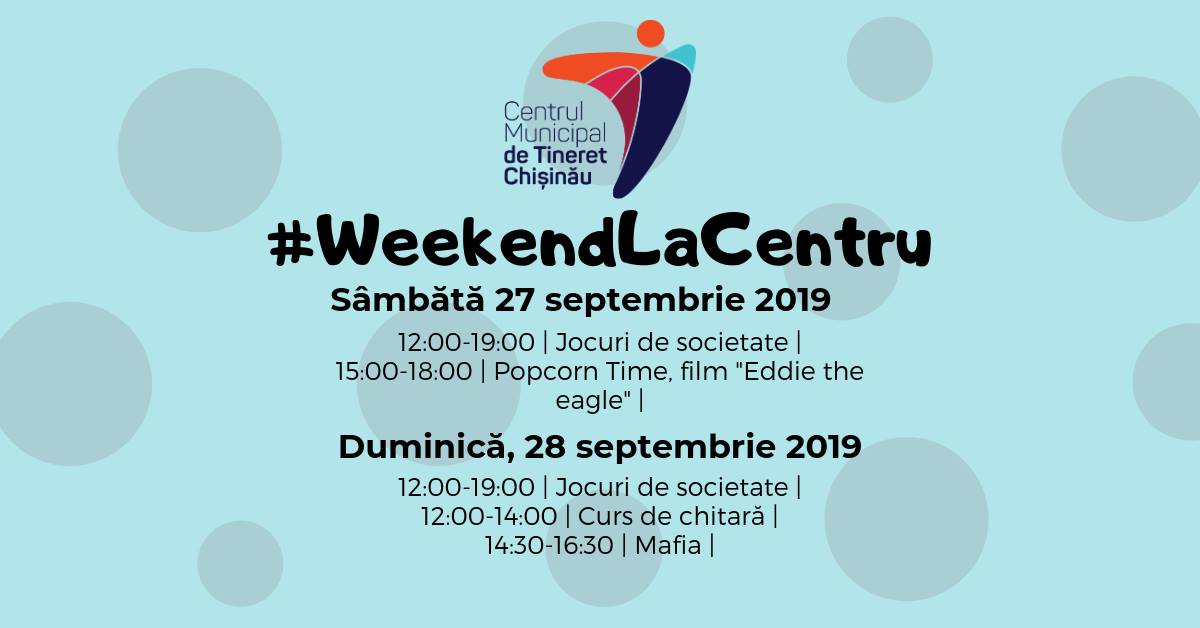 Centrul
Municipal
de Tineret
Chișinău
#WeekendLaCentru
Sâmbătă 27 septembrie 2019
12:00-19:00 | Jocuri de societate |
15:00-18:00 | Popcorn Time, film "Eddie the
eagle" |
Duminică, 28 septembrie 2019
12:00-19:00 | Jocuri de societate |
12:00-14:00 | Curs de chitară |
14:30-16:30 | Mafia |